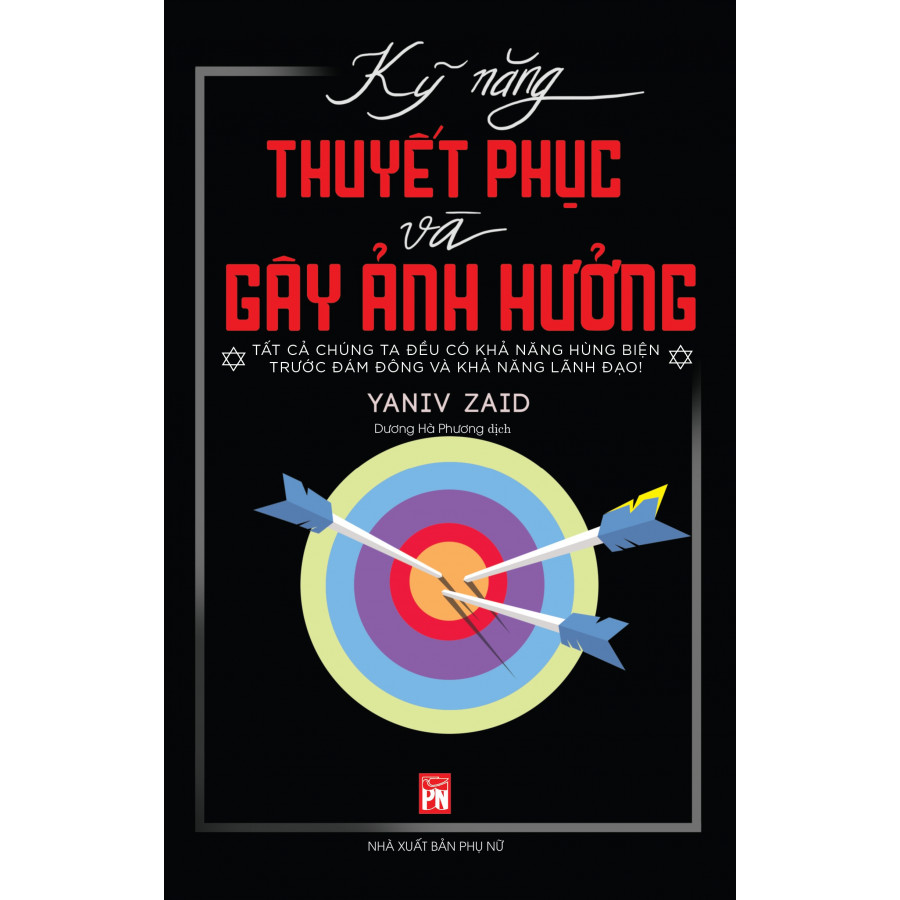 Kỹ năng
THUYẾT PHỤC
và
GÂY ẢNH HƯỞNG
TẤT CẢ CHÚNG TA ĐỀU CÓ KHẢ NĂNG HÙNG BIỆN
TRƯỚC ĐÁM ĐÔNG VÀ KHẢ NĂNG LÃNH ĐẠO!
YANIV ZAID
Dương Hà Phương dịch
PN
NHÀ XUẤT BẢN PHỤ NỮ